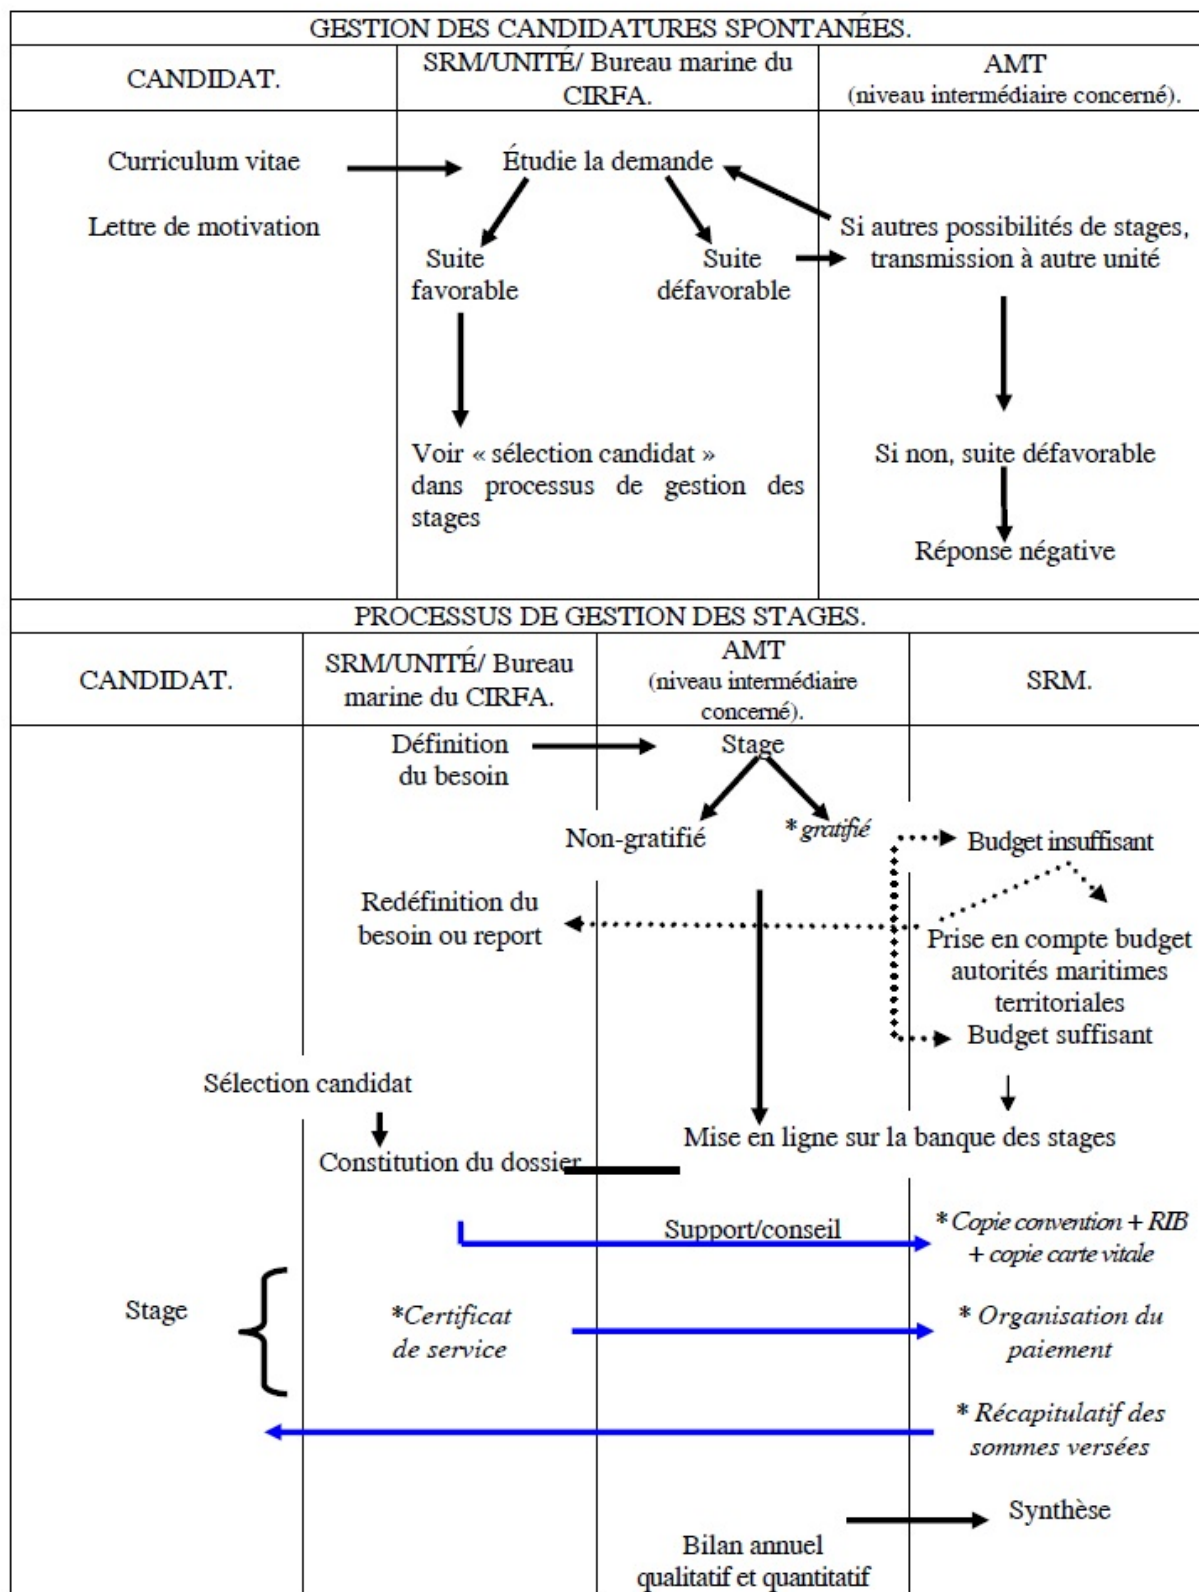 GESTION DES CANDIDATURES SPONTANÉES.
CANDIDAT.
SRM/UNITÉ/ Bureau marine du
CIRFA.
AMT
(niveau intermédiaire concerné).
Curriculum vitae
Lettre de motivation
Étudie la demande
Suite
favorable
Suite
défavorable
Si autres possibilités de stages,
transmission à autre unité
Voir « sélection candidat »
dans processus de gestion des
stages
Si non, suite défavorable
Réponse négative
PROCESSUS DE GESTION DES STAGES.
CANDIDAT.
SRM/UNITÉ/ Bureau
marine du CIRFA.
AMT
(niveau intermédiaire
concerné).
SRM.
Définition
du besoin
Stage
Non-gratifié
* gratifié
Budget insuffisant
Redéfinition du
besoin ou report
Prise en compte budget
autorités maritimes
territoriales
Budget suffisant
Sélection candidat
Mise en ligne sur la banque des stages
Constitution du dossier
Support/conseil
* Copie convention + RIB
+ copie carte vitale
Stage
*Certificat
de service
* Organisation du
paiement
* Récapitulatif des
sommes versées
Synthèse
Bilan annuel
qualitatif et quantitatif